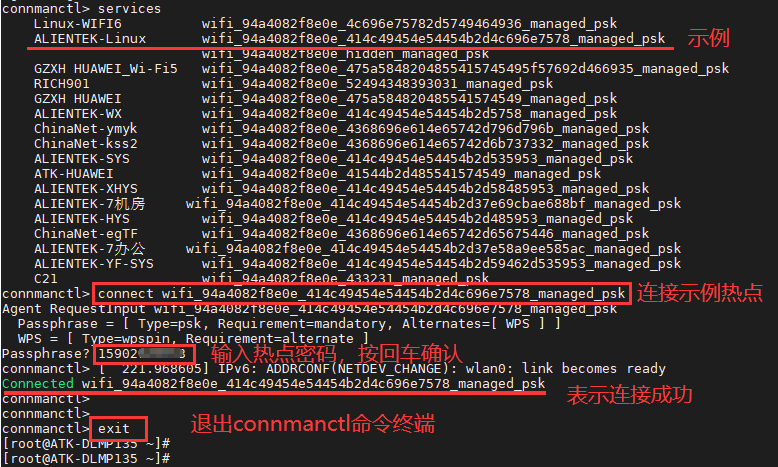 connmanctl> services
Linux-WIFI6 wifi_94a4082f8e0e_4c696e75782d5749464936_managed_psk
ALIENTEK-Linux wifi_94a4082f8e0e_414c49454e54454b2d4c696e7578_managed_psk 示例
wifi_94a4082f8e0e_hidden_managed_psk
GZXH HUAWEI_Wi-Fi5 wifi_94a4082f8e0e_475a5848204855415745495f57692d466935_managed_psk
RICH901 wifi_94a4082f8e0e_52494348393031_managed_psk
GZXH HUAWEI wifi_94a4082f8e0e_475a584820485541574549_managed_psk
ALIENTEK-WX wifi_94a4082f8e0e_414c49454e54454b2d5758_managed_psk
ChinaNet-ymyk wifi_94a4082f8e0e_4368696e614e65742d796d796b_managed_psk
ChinaNet-kss2 wifi_94a4082f8e0e_4368696e614e65742d6b737332_managed_psk
ALIENTEK-SYS wifi_94a4082f8e0e_414c49454e54454b2d535953_managed_psk
ATK-HUAWEI wifi_94a4082f8e0e_41544b2d485541574549_managed_psk
ALIENTEK-XHYS wifi_94a4082f8e0e_414c49454e54454b2d58485953_managed_psk
ALIENTEK-7机房 wifi_94a4082f8e0e_414c49454e54454b2d37e69cbae688bf_managed_psk
ALIENTEK-HYS wifi_94a4082f8e0e_414c49454e54454b2d485953_managed_psk
ChinaNet-egTF wifi_94a4082f8e0e_4368696e614e65742d65675446_managed_psk
ALIENTEK-7办公 wifi_94a4082f8e0e_414c49454e54454b2d37e58a9ee585ac_managed_psk
ALIENTEK-YF-SYS wifi_94a4082f8e0e_414c49454e54454b2d59462d535953_managed_psk
C21 wifi_94a4082f8e0e_433231_managed_psk
connmanctl> connect wifi_94a4082f8e0e_414c49454e54454b2d4c696e7578_managed_psk 连接示例热点
Agent RequestInput wifi_94a4082f8e0e_414c49454e54454b2d4c696e7578_managed_psk
Passphrase = [ Type=psk, Requirement=mandatory, Alternates=[ WPS ] ]
WPS = [ Type=wpspin, Requirement=alternate ]
Passphrase? 输入热点密码，按回车确认
connmanctl> [ 221.968605] IPv6: ADDRCONF(NETDEV_CHANGE): wlan0: link becomes ready
Connected wifi_94a4082f8e0e_414c49454e54454b2d4c696e7578_managed_psk
connmanctl> 表示连接成功
connmanctl>
connmanctl> exit 退出connmanctl命令终端
[root@ATK-DLMP135 ~]#
[root@ATK-DLMP135 ~]#